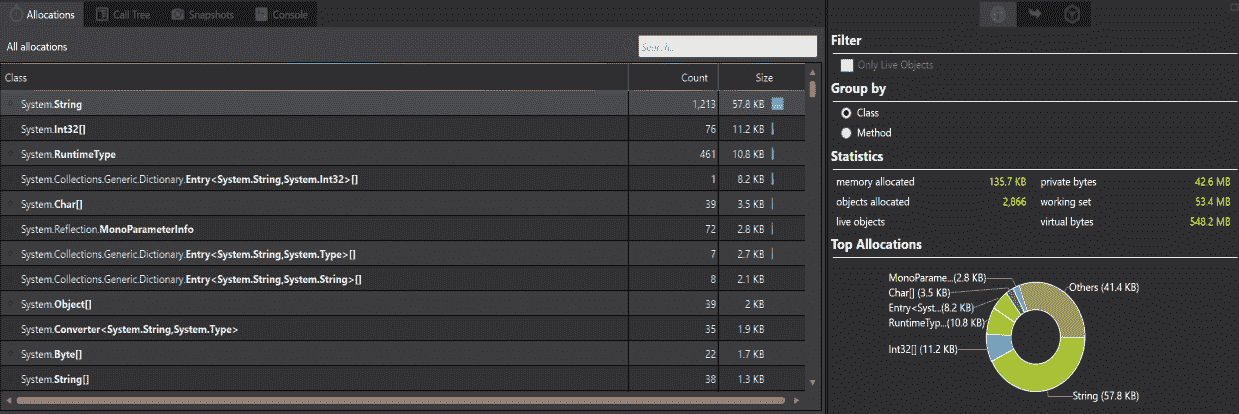 Allocations Call Tree Snapshots Console
All allocations
Class Count Size
System.String 1,213 57.8 KB
System.Int32[] 76 11.2 KB
System.RuntimeType 461 10.8 KB
System.Collections.Generic.Dictionary.Entry<System.String,System.Int32>[] 1 8.2 KB
System.Char[] 39 3.5 KB
System.Reflection.MonoParameterInfo 72 2.8 KB
System.Collections.Generic.Dictionary.Entry<System.String,System.Type>[] 7 2.7 KB
System.Collections.Generic.Dictionary.Entry<System.String,System.String>[] 8 2.1 KB
System.Object[] 39 2 KB
System.Converter<System.String,System.Type> 35 1.9 KB
System.Byte[] 22 1.7 KB
System.String[] 38 1.3 KB
Filter
Only Live Objects
Group by
Class
Method
Statistics
memory allocated 135.7 KB private bytes 42.6 MB
objects allocated 2,866 working set 53.4 MB
live objects virtual bytes 548.2 MB
Top Allocations
MonoParame...(2.8 KB)
Char[] (3.5 KB)
Others (41.4 KB)
Entry<Syst...(8.2 KB)
RuntimeTyp...(10.8 KB)
Int32[] (11.2 KB)
String (57.8 KB)